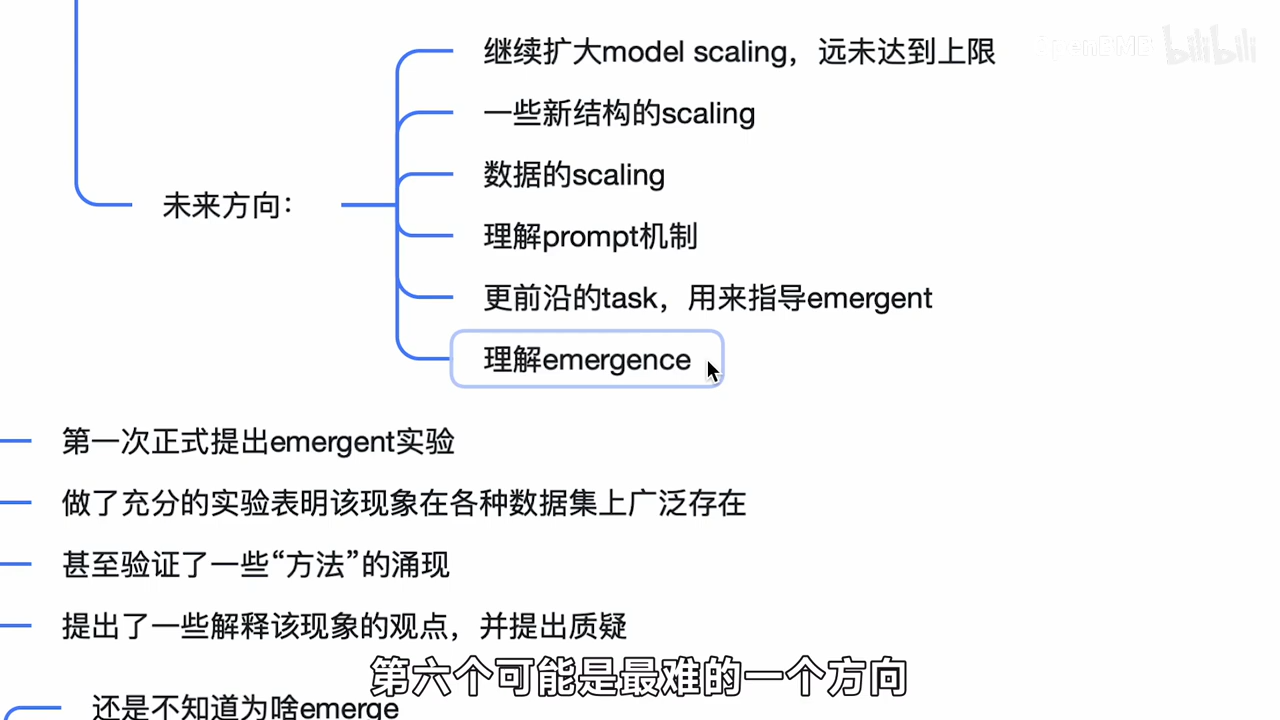 继续扩大model scaling，远未达到上限
OpenBMB bilibili
一些新结构的scaling
数据的scaling
未来方向：
理解prompt机制
更前沿的task，用来指导emergent
理解emergence
第一次正式提出emergent实验
做了充分的实验表明该现象在各种数据集上广泛存在
甚至验证了一些“方法”的涌现
提出了一些解释该现象的观点，并提出质疑
第六个可能是最难的一个方向
还是不知道为啥emerge